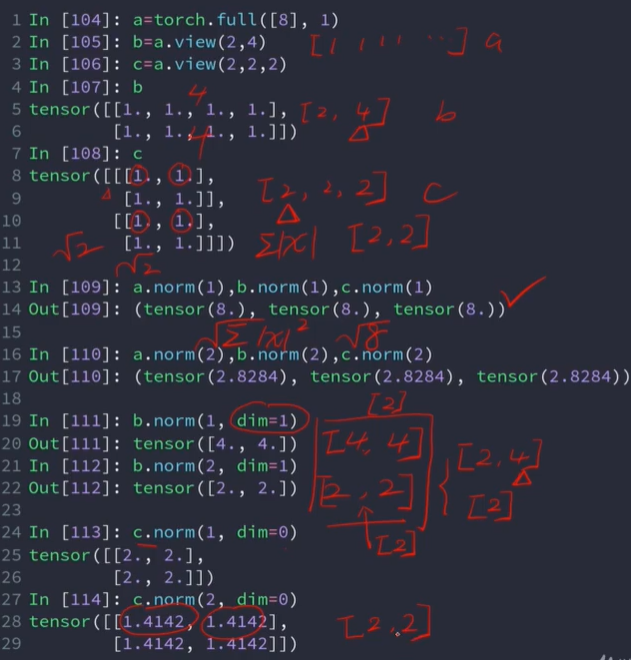 1 In [104]: a=torch.full([8], 1)
2 In [105]: b=a.view(2,4) [1 1 1 1 ...] a
3 In [106]: c=a.view(2,2,2)
4 In [107]: b 4
5 tensor([[1., 1., 1., 1.], [2, 4] b
6 [1., 1., 1., 1.]]) 4
7 In [108]: c
8 tensor([[[1., 1.], [2, 2, 2] C
9 [1., 1.]],
10 [[1., 1.],
11 [1., 1.]]]) √2 Σ|x| [2,2]
12 √2
13 In [109]: a.norm(1),b.norm(1),c.norm(1)
14 Out[109]: (tensor(8.), tensor(8.), tensor(8.))
15 √Σ|x|² √8
16 In [110]: a.norm(2),b.norm(2),c.norm(2)
17 Out[110]: (tensor(2.8284), tensor(2.8284), tensor(2.8284))
18 [2]
19 In [111]: b.norm(1, dim=1)
20 Out[111]: tensor([4., 4.]) [4, 4] [2, 4]
21 In [112]: b.norm(2, dim=1)
22 Out[112]: tensor([2., 2.]) [2, 2] [2]
23 [2]
24 In [113]: c.norm(1, dim=0)
25 tensor([[2., 2.],
26 [2., 2.]])
27 In [114]: c.norm(2, dim=0)
28 tensor([[1.4142, 1.4142], [2,2]
29 [1.4142, 1.4142]])